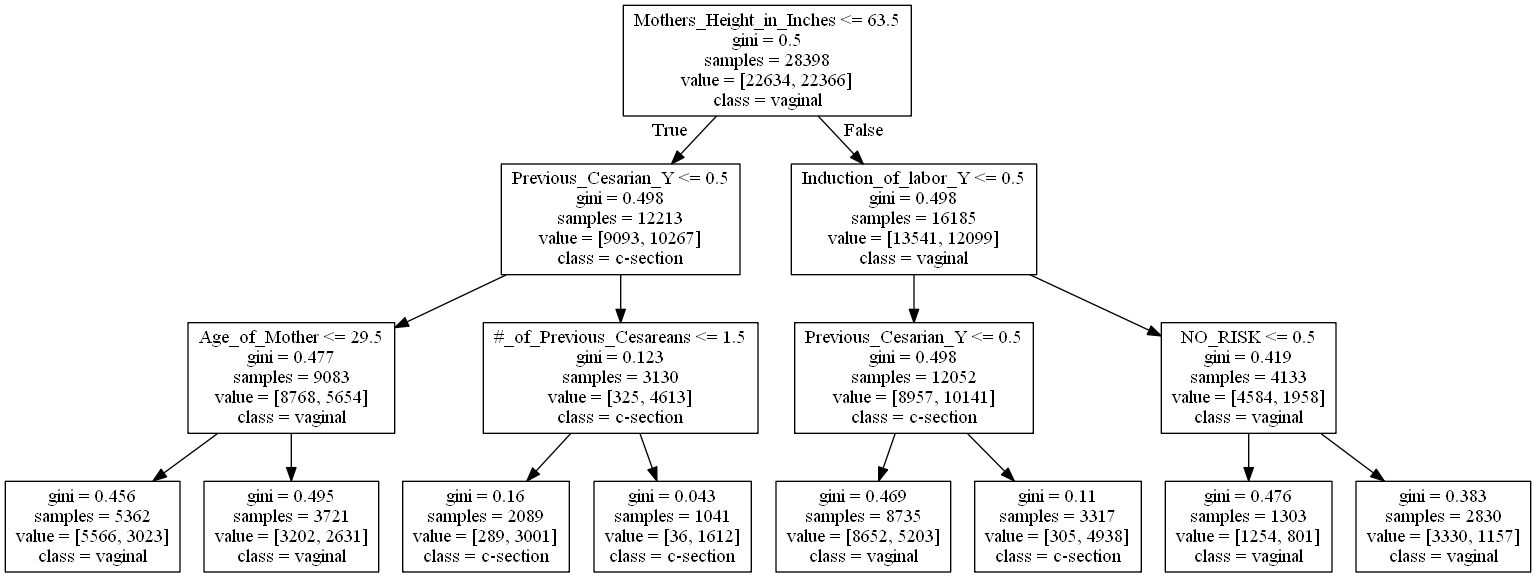 Mothers_Height_in_Inches <= 63.5
gini = 0.5
samples = 28398
value = [22634, 22366]
class = vaginal
True
False
Previous_Cesarian_Y <= 0.5
gini = 0.498
samples = 12213
value = [9093, 10267]
class = c-section
Induction_of_labor_Y <= 0.5
gini = 0.498
samples = 16185
value = [13541, 12099]
class = vaginal
Age_of_Mother <= 29.5
gini = 0.477
samples = 9083
value = [8768, 5654]
class = vaginal
#_of_Previous_Cesareans <= 1.5
gini = 0.123
samples = 3130
value = [325, 4613]
class = c-section
Previous_Cesarian_Y <= 0.5
gini = 0.498
samples = 12052
value = [8957, 10141]
class = c-section
NO_RISK <= 0.5
gini = 0.419
samples = 4133
value = [4584, 1958]
class = vaginal
gini = 0.456
samples = 5362
value = [5566, 3023]
class = vaginal
gini = 0.495
samples = 3721
value = [3202, 2631]
class = vaginal
gini = 0.16
samples = 2089
value = [289, 3001]
class = c-section
gini = 0.043
samples = 1041
value = [36, 1612]
class = c-section
gini = 0.469
samples = 8735
value = [8652, 5203]
class = vaginal
gini = 0.11
samples = 3317
value = [305, 4938]
class = c-section
gini = 0.476
samples = 1303
value = [1254, 801]
class = vaginal
gini = 0.383
samples = 2830
value = [3330, 1157]
class = vaginal